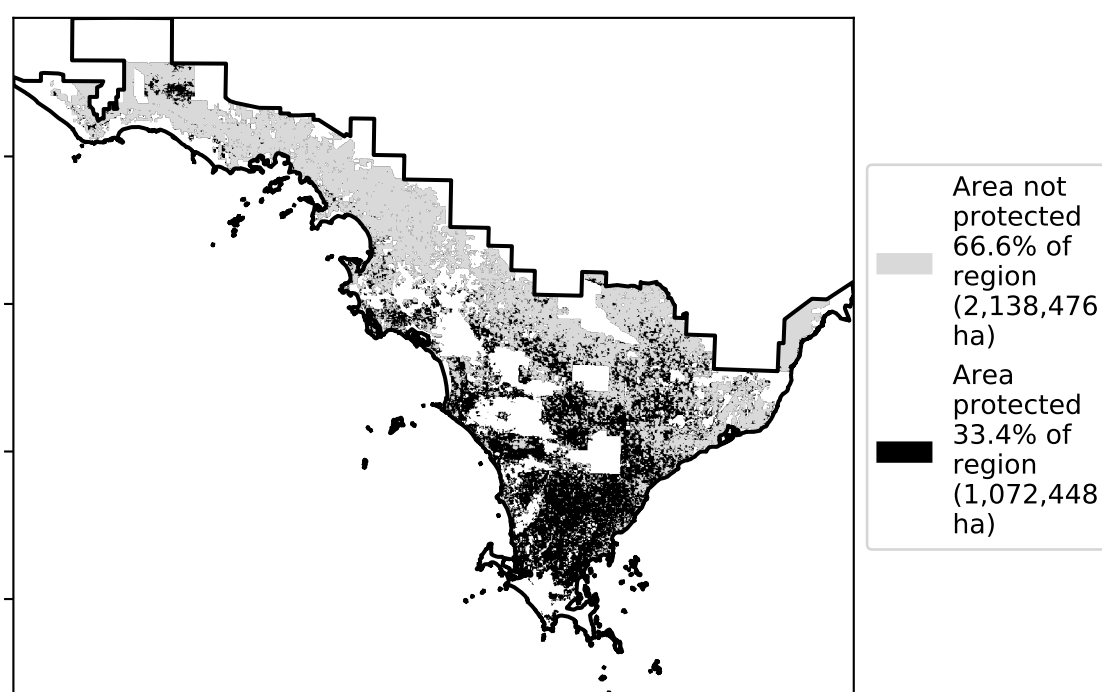 Area not
protected
66.6% of
region
(2,138,476
ha)
Area
protected
33.4% of
region
(1,072,448
ha)